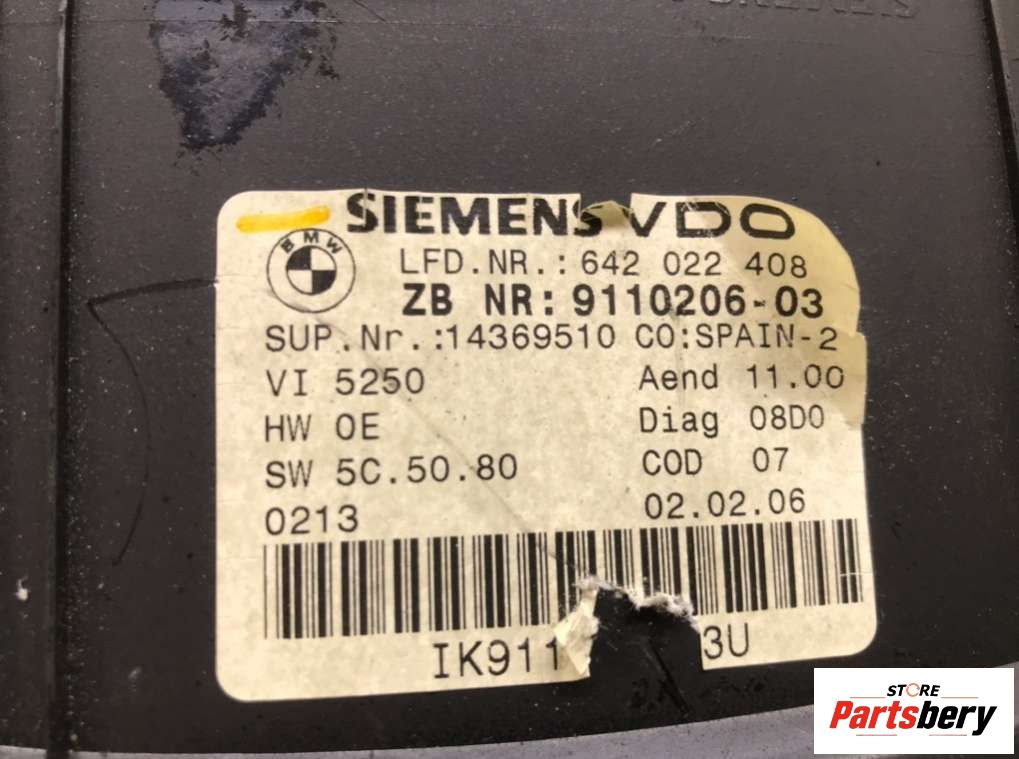 SIEMENS VDO
BMW
LFD.NR.: 642 022 408
ZB NR: 9110206-03
SUP.Nr.:14369510 CO:SPAIN-2
VI 5250 Aend 11.00
HW 0E Diag 08D0
SW 5C.50.80 COD 07
0213 02.02.06
IK911 3U
STORE
Partsbery